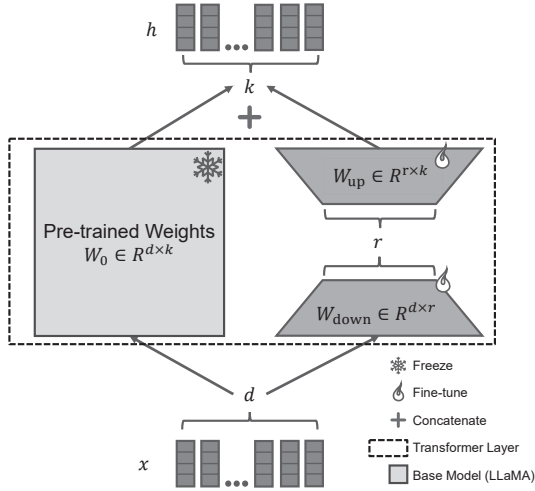 h
k
Pre-trained Weights
W₀ ∈ R^{d×k}
W_up ∈ R^{r×k}
r
W_down ∈ R^{d×r}
d
x
Freeze
Fine-tune
Concatenate
Transformer Layer
Base Model (LLaMA)